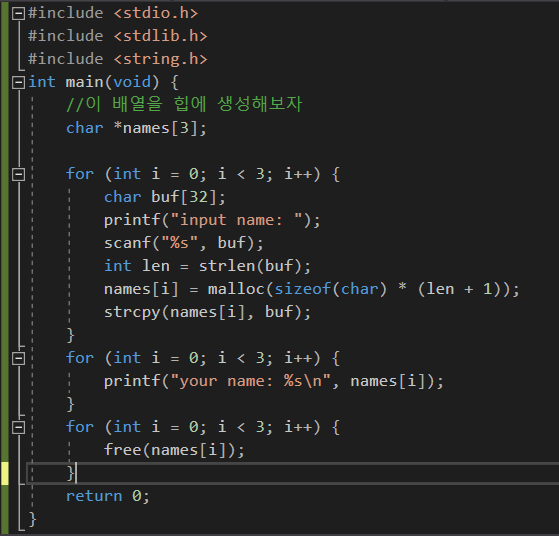 #include <stdio.h>
#include <stdlib.h>
#include <string.h>
int main(void) {
//이 배열을 힙에 생성해보자
char *names[3];
for (int i = 0; i < 3; i++) {
char buf[32];
printf("input name: ");
scanf("%s", buf);
int len = strlen(buf);
names[i] = malloc(sizeof(char) * (len + 1));
strcpy(names[i], buf);
}
for (int i = 0; i < 3; i++) {
printf("your name: %s\n", names[i]);
}
for (int i = 0; i < 3; i++) {
free(names[i]);
}
return 0;
}